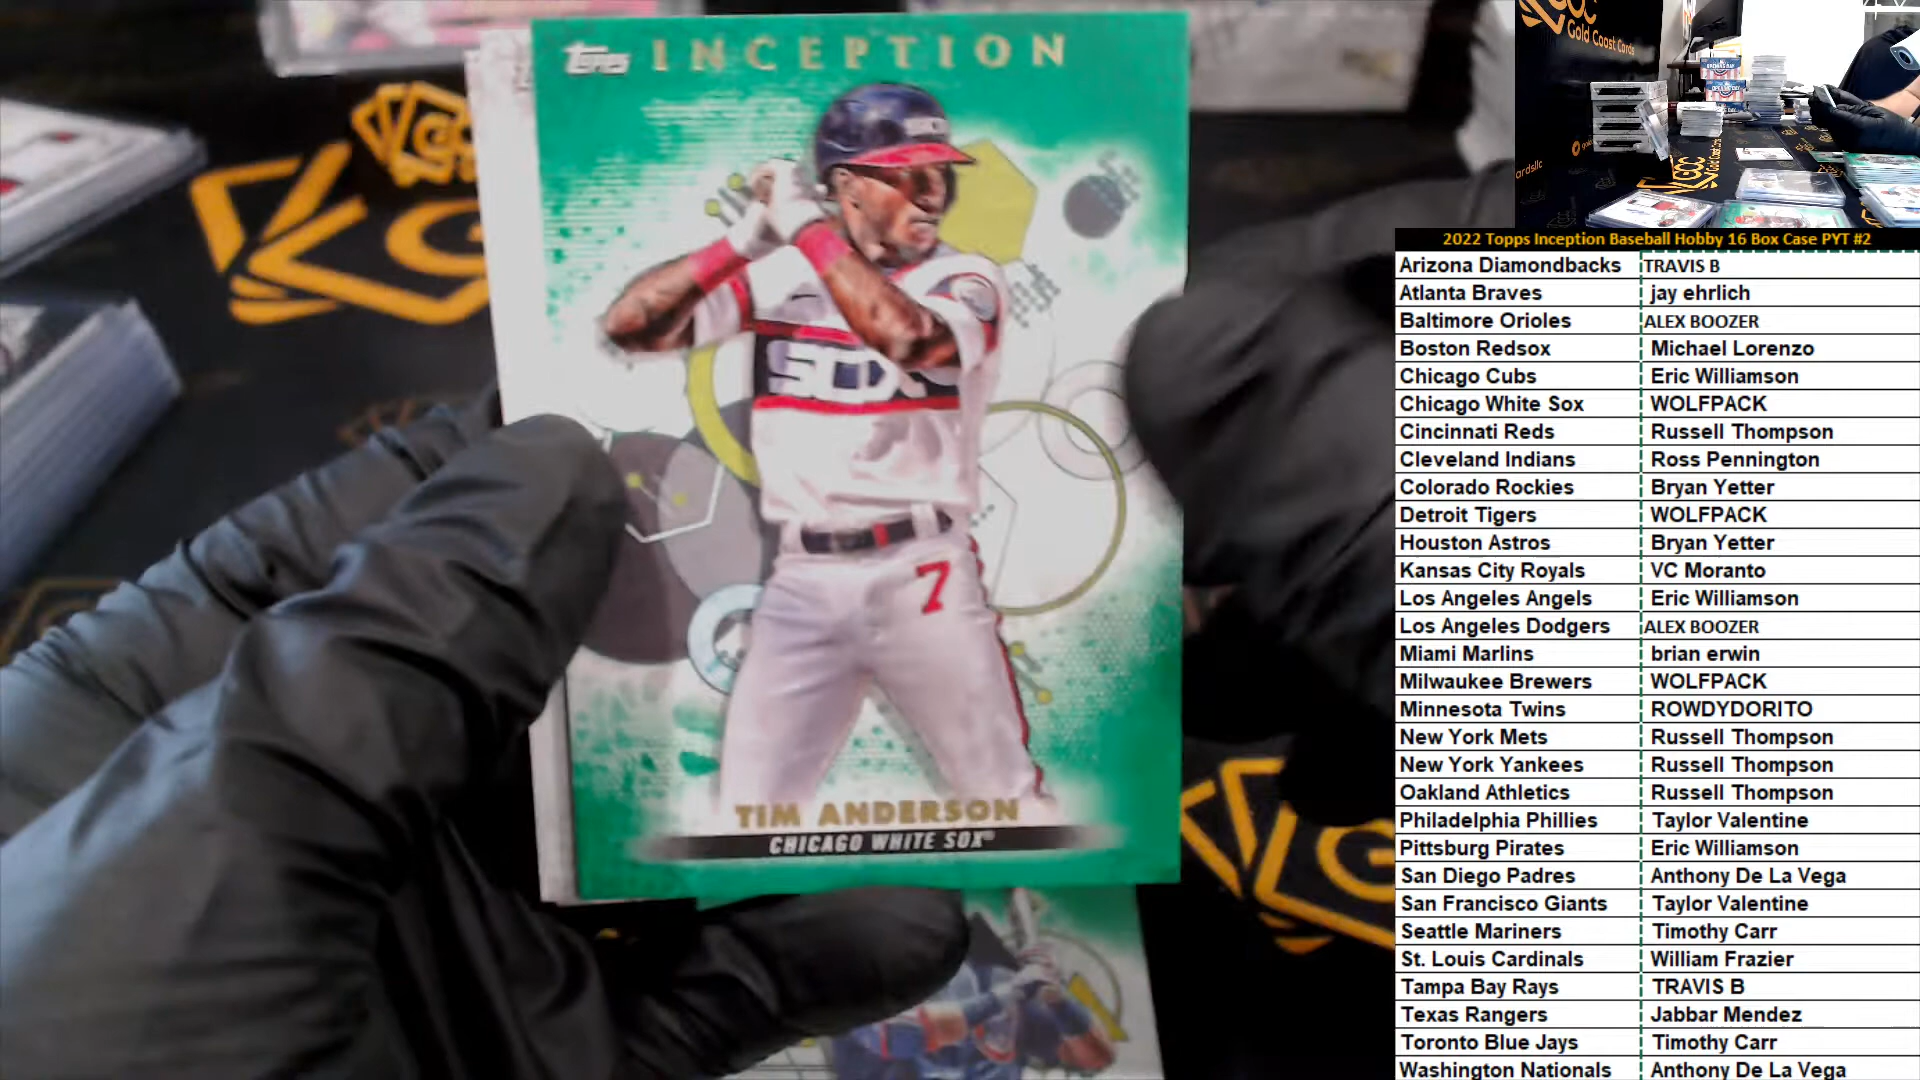 topps INCEPTION
SOX
7
TIM ANDERSON
CHICAGO WHITE SOX
GCC
Gold Coast Cards
OPENING DAY
ardsllc
2022 Topps Inception Baseball Hobby 16 Box Case PYT #2
Arizona Diamondbacks TRAVIS B
Atlanta Braves jay ehrlich
Baltimore Orioles ALEX BOOZER
Boston Redsox Michael Lorenzo
Chicago Cubs Eric Williamson
Chicago White Sox WOLFPACK
Cincinnati Reds Russell Thompson
Cleveland Indians Ross Pennington
Colorado Rockies Bryan Yetter
Detroit Tigers WOLFPACK
Houston Astros Bryan Yetter
Kansas City Royals VC Moranto
Los Angeles Angels Eric Williamson
Los Angeles Dodgers ALEX BOOZER
Miami Marlins brian erwin
Milwaukee Brewers WOLFPACK
Minnesota Twins ROWDYDORITO
New York Mets Russell Thompson
New York Yankees Russell Thompson
Oakland Athletics Russell Thompson
Philadelphia Phillies Taylor Valentine
Pittsburg Pirates Eric Williamson
San Diego Padres Anthony De La Vega
San Francisco Giants Taylor Valentine
Seattle Mariners Timothy Carr
St. Louis Cardinals William Frazier
Tampa Bay Rays TRAVIS B
Texas Rangers Jabbar Mendez
Toronto Blue Jays Timothy Carr
Washington Nationals Anthony De La Vega